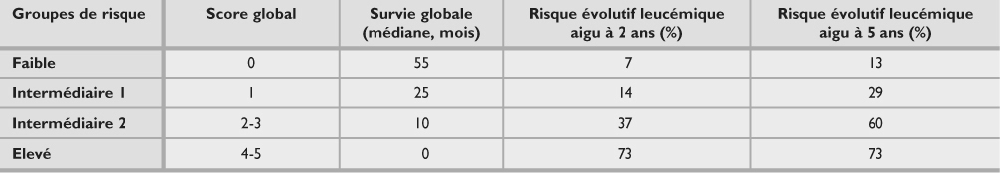 Groupes de risque Score global Survie globale (médiane, mois) Risque évolutif leucémique aigu à 2 ans (%) Risque évolutif leucémique aigu à 5 ans (%)
Faible 0 55 7 13
Intermédiaire 1 1 25 14 29
Intermédiaire 2 2-3 10 37 60
Elevé 4-5 0 73 73